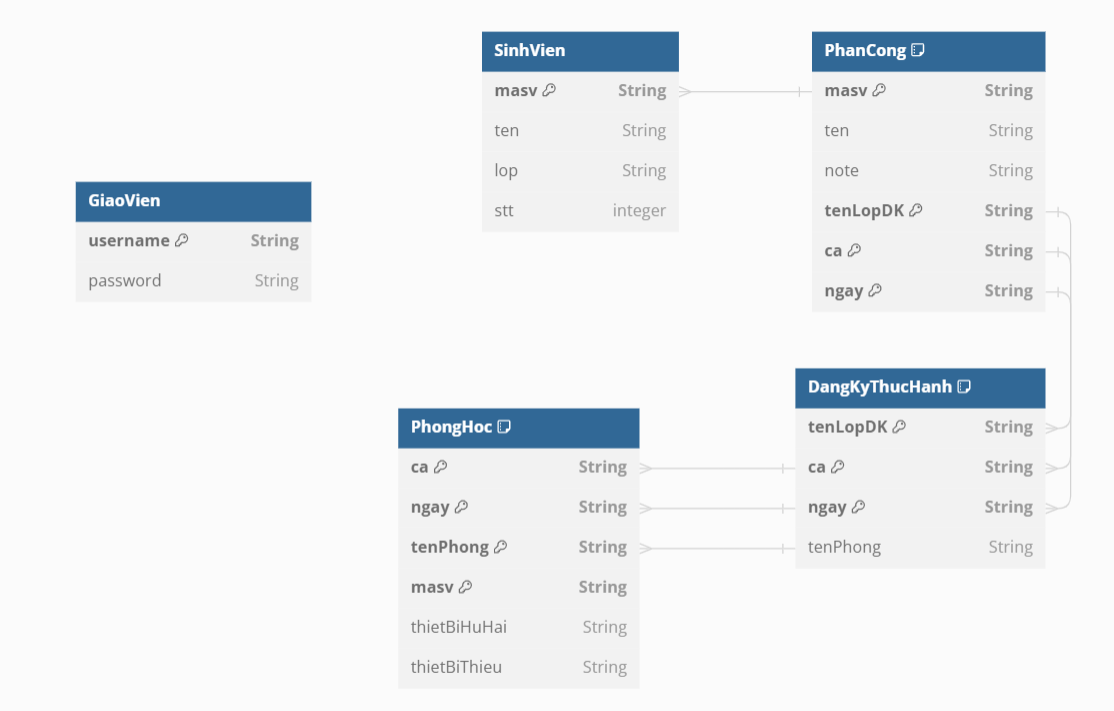 GiaoVien
username String
password String
SinhVien
masv String
ten String
lop String
stt integer
PhanCong
masv String
ten String
note String
tenLopDK String
ca String
ngay String
PhongHoc
ca String
ngay String
tenPhong String
masv String
thietBiHuHai String
thietBiThieu String
DangKyThucHanh
tenLopDK String
ca String
ngay String
tenPhong String